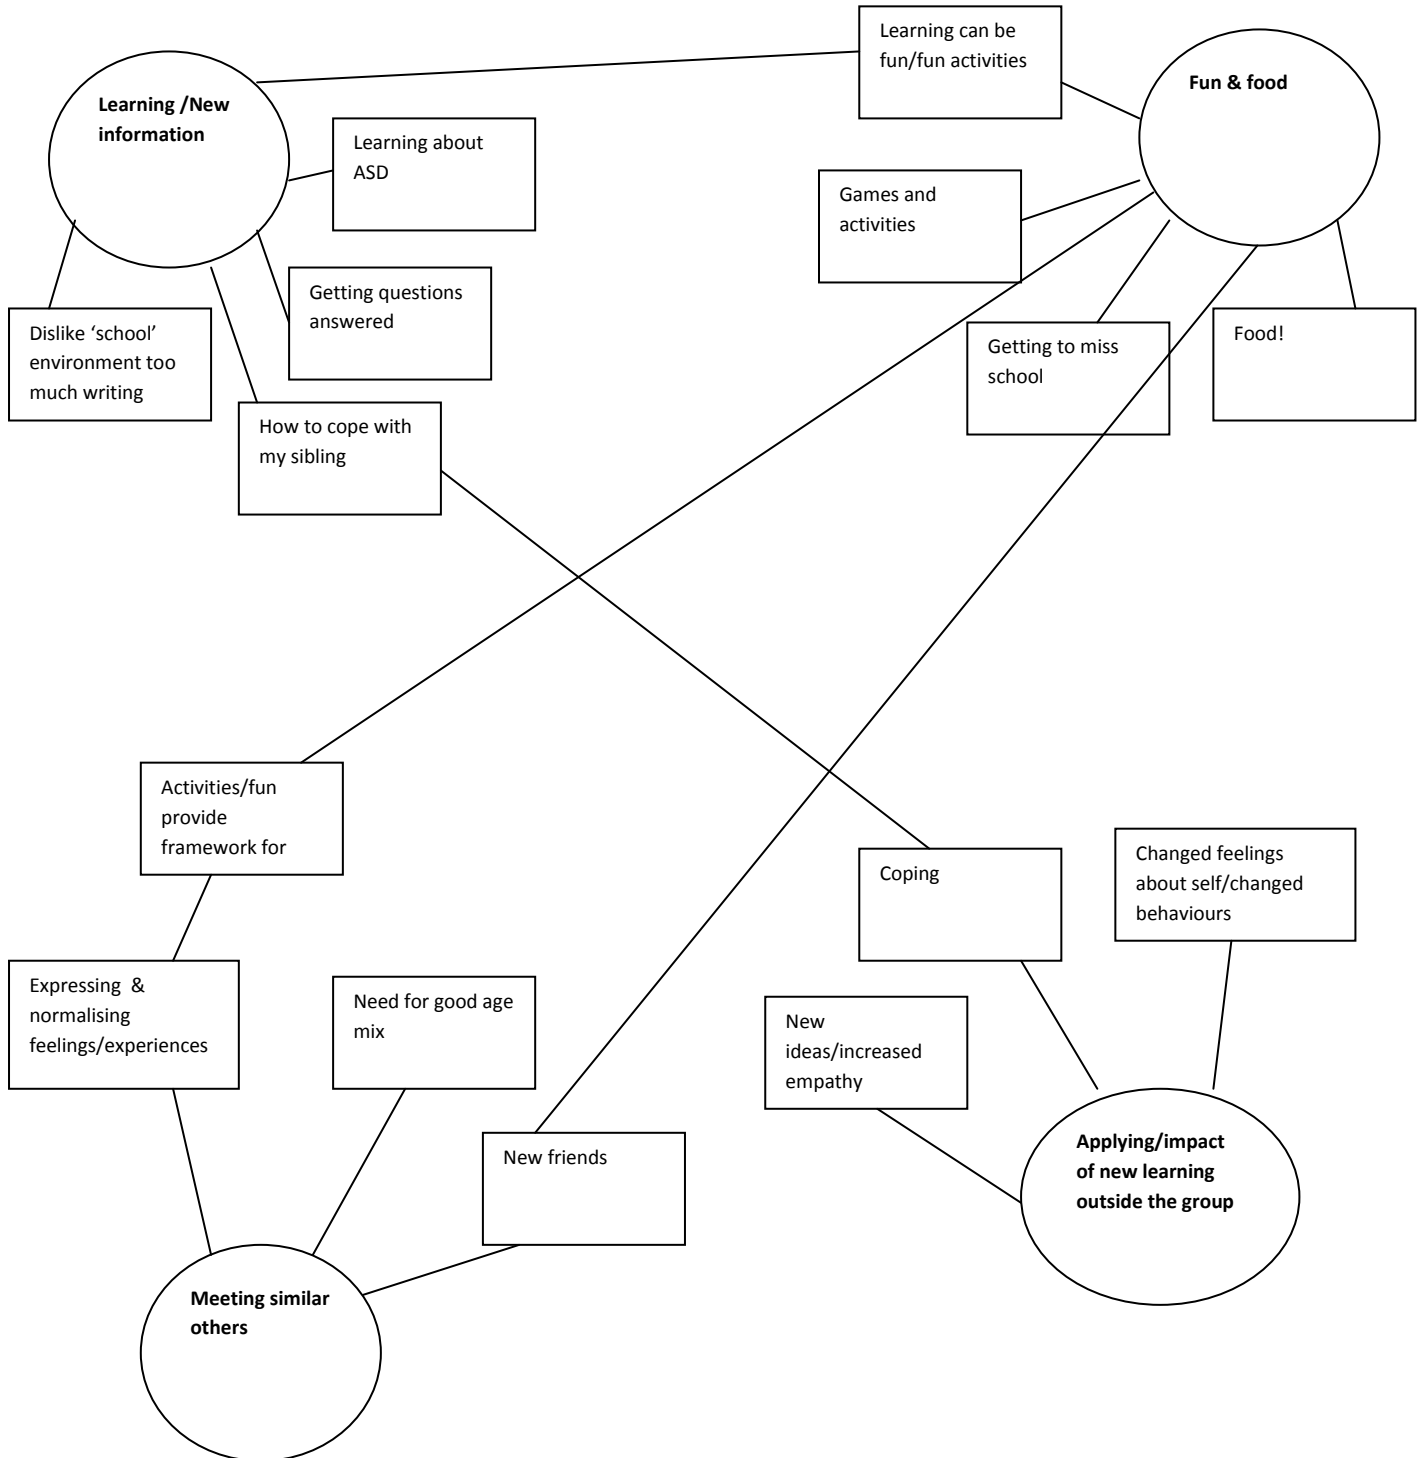 Learning can be
fun/fun activities
Fun & food
Learning /New
information
Learning about
ASD
Games and
activities
Getting questions
answered
Dislike ‘school’
environment too
much writing
Getting to miss
school
Food!
How to cope with
my sibling
Activities/fun
provide
framework for
Coping
Changed feelings
about self/changed
behaviours
Expressing & 
normalising
feelings/experiences
Need for good age
mix
New
ideas/increased
empathy
New friends
Applying/impact
of new learning
outside the group
Meeting similar
others